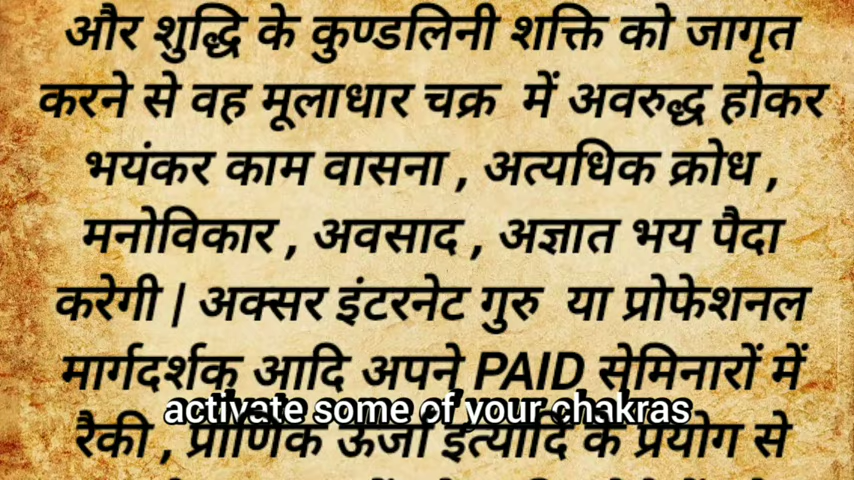 और शुद्धि के कुण्डलिनी शक्ति को जागृत
करने से वह मूलाधार चक्र में अवरुद्ध होकर
भयंकर काम वासना , अत्यधिक क्रोध ,
मनोविकार , अवसाद , अज्ञात भय पैदा
करेगी | अक्सर इंटरनेट गुरु या प्रोफेशनल
मार्गदर्शक आदि अपने PAID सेमिनारों में
activate some of your chakras
रैकी , प्राणिक ऊर्जा इत्यादि के प्रयोग से